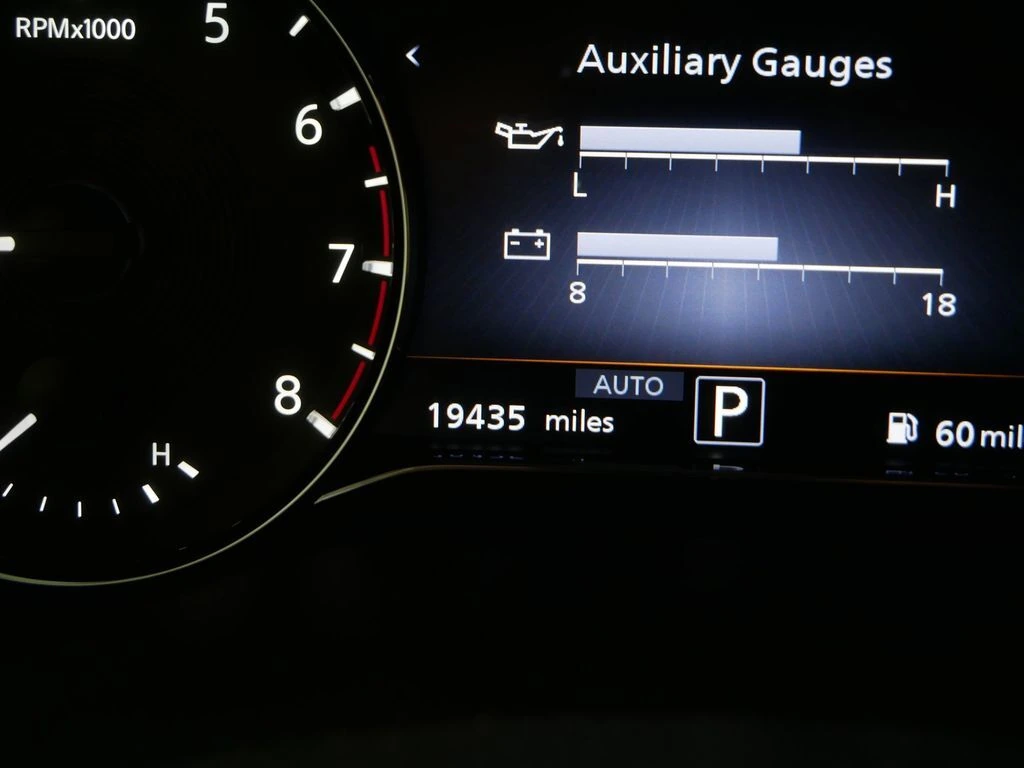 RPMx1000
5
6
7
8
H
Auxiliary Gauges
L H
8 18
AUTO
19435 miles
P
60 mil